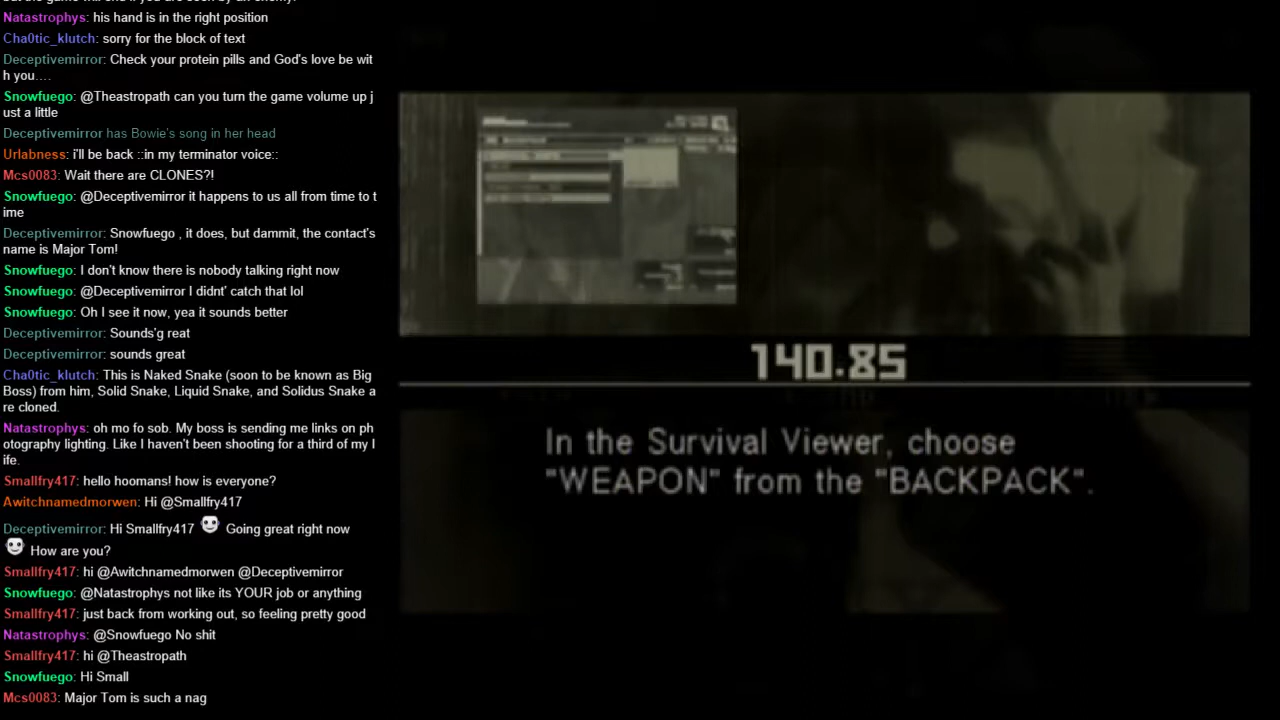 Natastrophys: his hand is in the right position
Cha0tic_klutch: sorry for the block of text
Deceptivemirror: Check your protein pills and God's love be wit
h you....
Snowfuego: @Theastropath can you turn the game volume up j
ust a little
Deceptivemirror has Bowie's song in her head
Urlabness: i'll be back ::in my terminator voice::
Mcs0083: Wait there are CLONES?!
Snowfuego: @Deceptivemirror it happens to us all from time to t
ime
Deceptivemirror: Snowfuego , it does, but dammit, the contact's
name is Major Tom!
Snowfuego: I don't know there is nobody talking right now
Snowfuego: @Deceptivemirror I didnt' catch that lol
Snowfuego: Oh I see it now, yea it sounds better
Deceptivemirror: Sounds'g reat
Deceptivemirror: sounds great
Cha0tic_klutch: This is Naked Snake (soon to be known as Big
Boss) from him, Solid Snake, Liquid Snake, and Solidus Snake a
re cloned.
Natastrophys: oh mo fo sob. My boss is sending me links on ph
otography lighting. Like I haven't been shooting for a third of my l
ife.
Smallfry417: hello hoomans! how is everyone?
Awitchnamedmorwen: Hi @Smallfry417
Deceptivemirror: Hi Smallfry417 Going great right now
How are you?
Smallfry417: hi @Awitchnamedmorwen @Deceptivemirror
Snowfuego: @Natastrophys not like its YOUR job or anything
Smallfry417: just back from working out, so feeling pretty good
Natastrophys: @Snowfuego No shit
Smallfry417: hi @Theastropath
Snowfuego: Hi Small
Mcs0083: Major Tom is such a nag
140.85
In the Survival Viewer, choose
"WEAPON" from the "BACKPACK".